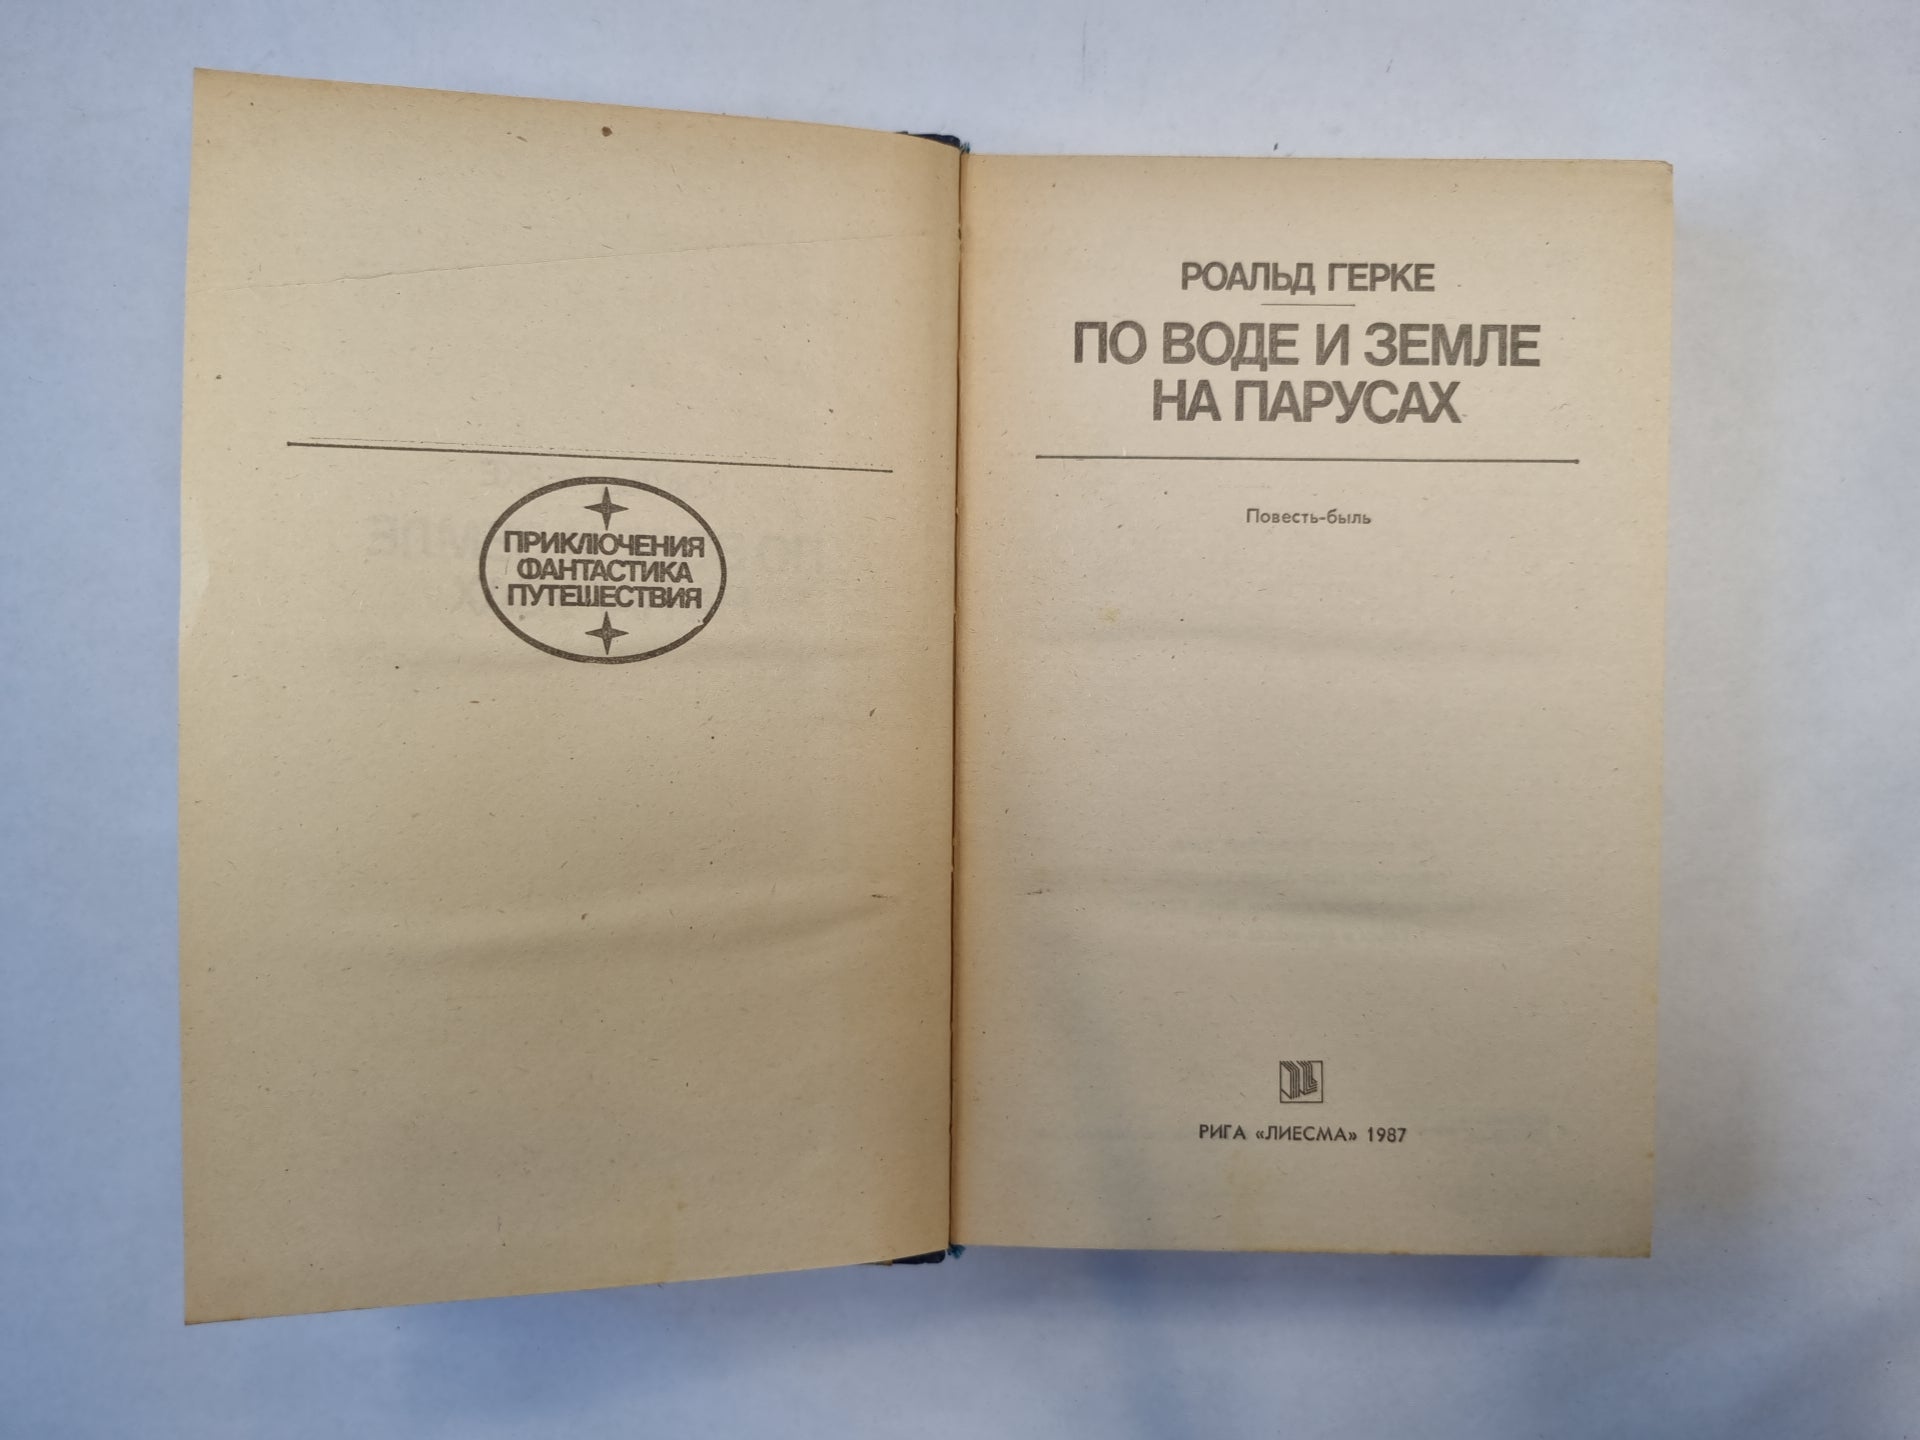 ПРИКЛЮЧЕНИЯ
ФАНТАСТИКА
ПУТЕШЕСТВИЯ
РОАЛЬД ГЕРКЕ
ПО ВОДЕ И ЗЕМЛЕ
НА ПАРУСАХ
Повесть-быль
РИГА «ЛИЕСМА» 1987